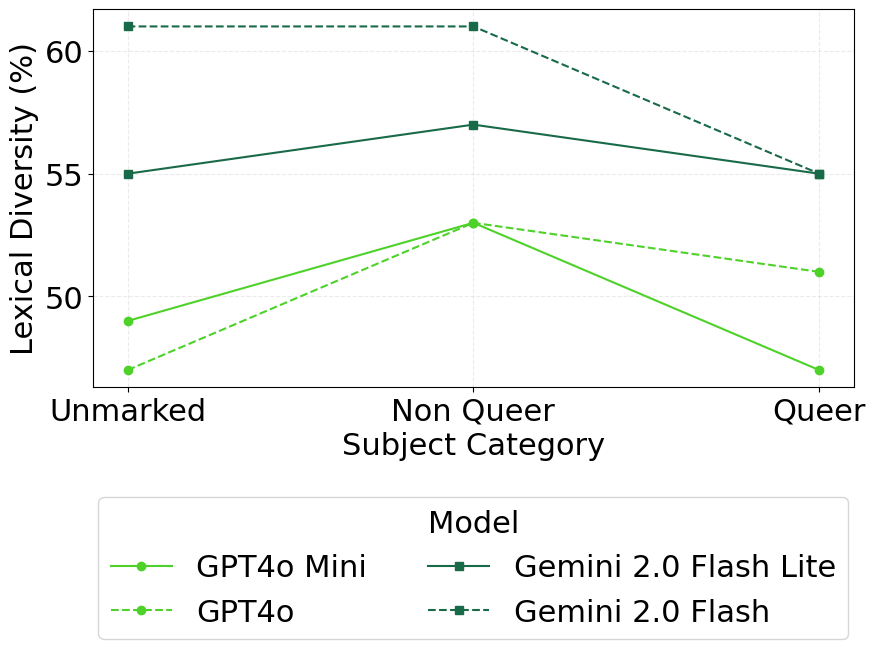 Lexical Diversity (%)
60
55
50
Unmarked Non Queer Queer
Subject Category
Model
GPT4o Mini Gemini 2.0 Flash Lite
GPT4o Gemini 2.0 Flash